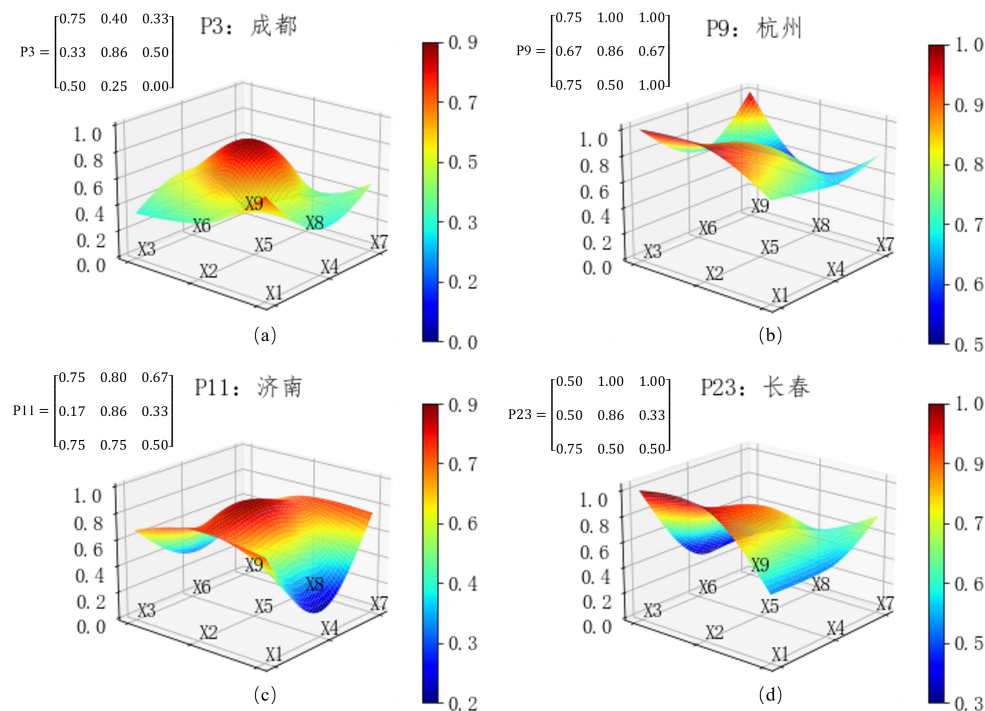 0.75 0.40 0.33
P3 = 0.33 0.86 0.50
0.50 0.25 0.00
P3：成都
1.0
0.8
0.6
0.4
0.2
0.0
X3
X2
X1
X6
X5
X4
X9
X8
X7
0.9
0.7
0.5
0.3
0.2
0.0
(a)
0.75 1.00 1.00
P9 = 0.67 0.86 0.67
0.75 0.50 1.00
P9：杭州
1.0
0.8
0.6
0.4
0.2
0.0
X3
X2
X1
X6
X5
X4
X9
X8
X7
1.0
0.9
0.8
0.7
0.6
0.5
(b)
0.75 0.80 0.67
P11 = 0.17 0.86 0.33
0.75 0.75 0.50
P11：济南
1.0
0.8
0.6
0.4
0.2
0.0
X3
X2
X1
X6
X5
X4
X9
X8
X7
0.9
0.7
0.6
0.4
0.3
0.2
(c)
0.50 1.00 1.00
P23 = 0.50 0.86 0.33
0.75 0.50 0.50
P23：长春
1.0
0.8
0.6
0.4
0.2
0.0
X3
X2
X1
X6
X5
X4
X9
X8
X7
1.0
0.9
0.7
0.6
0.5
0.3
(d)